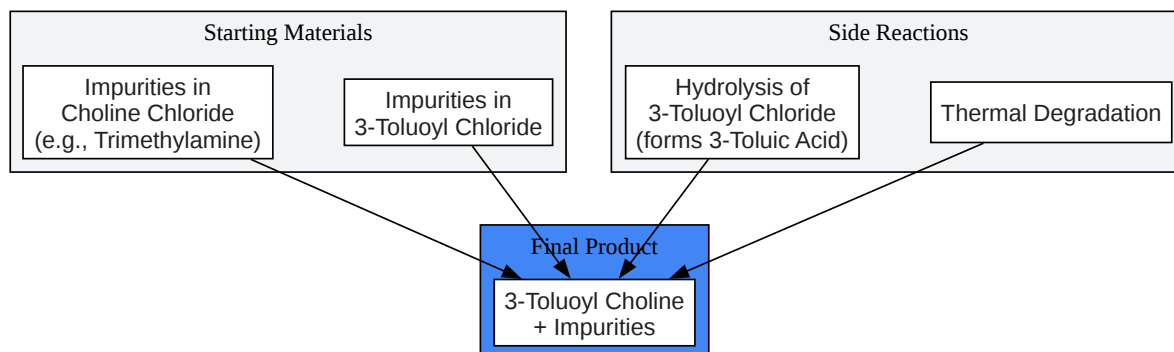 Starting Materials
Side Reactions
Impurities in
Choline Chloride
(e.g., Trimethylamine)
Impurities in
3-Toluoyl Chloride
Hydrolysis of
3-Toluoyl Chloride
(forms 3-Toluic Acid)
Thermal Degradation
Final Product
3-Toluoyl Choline
+ Impurities